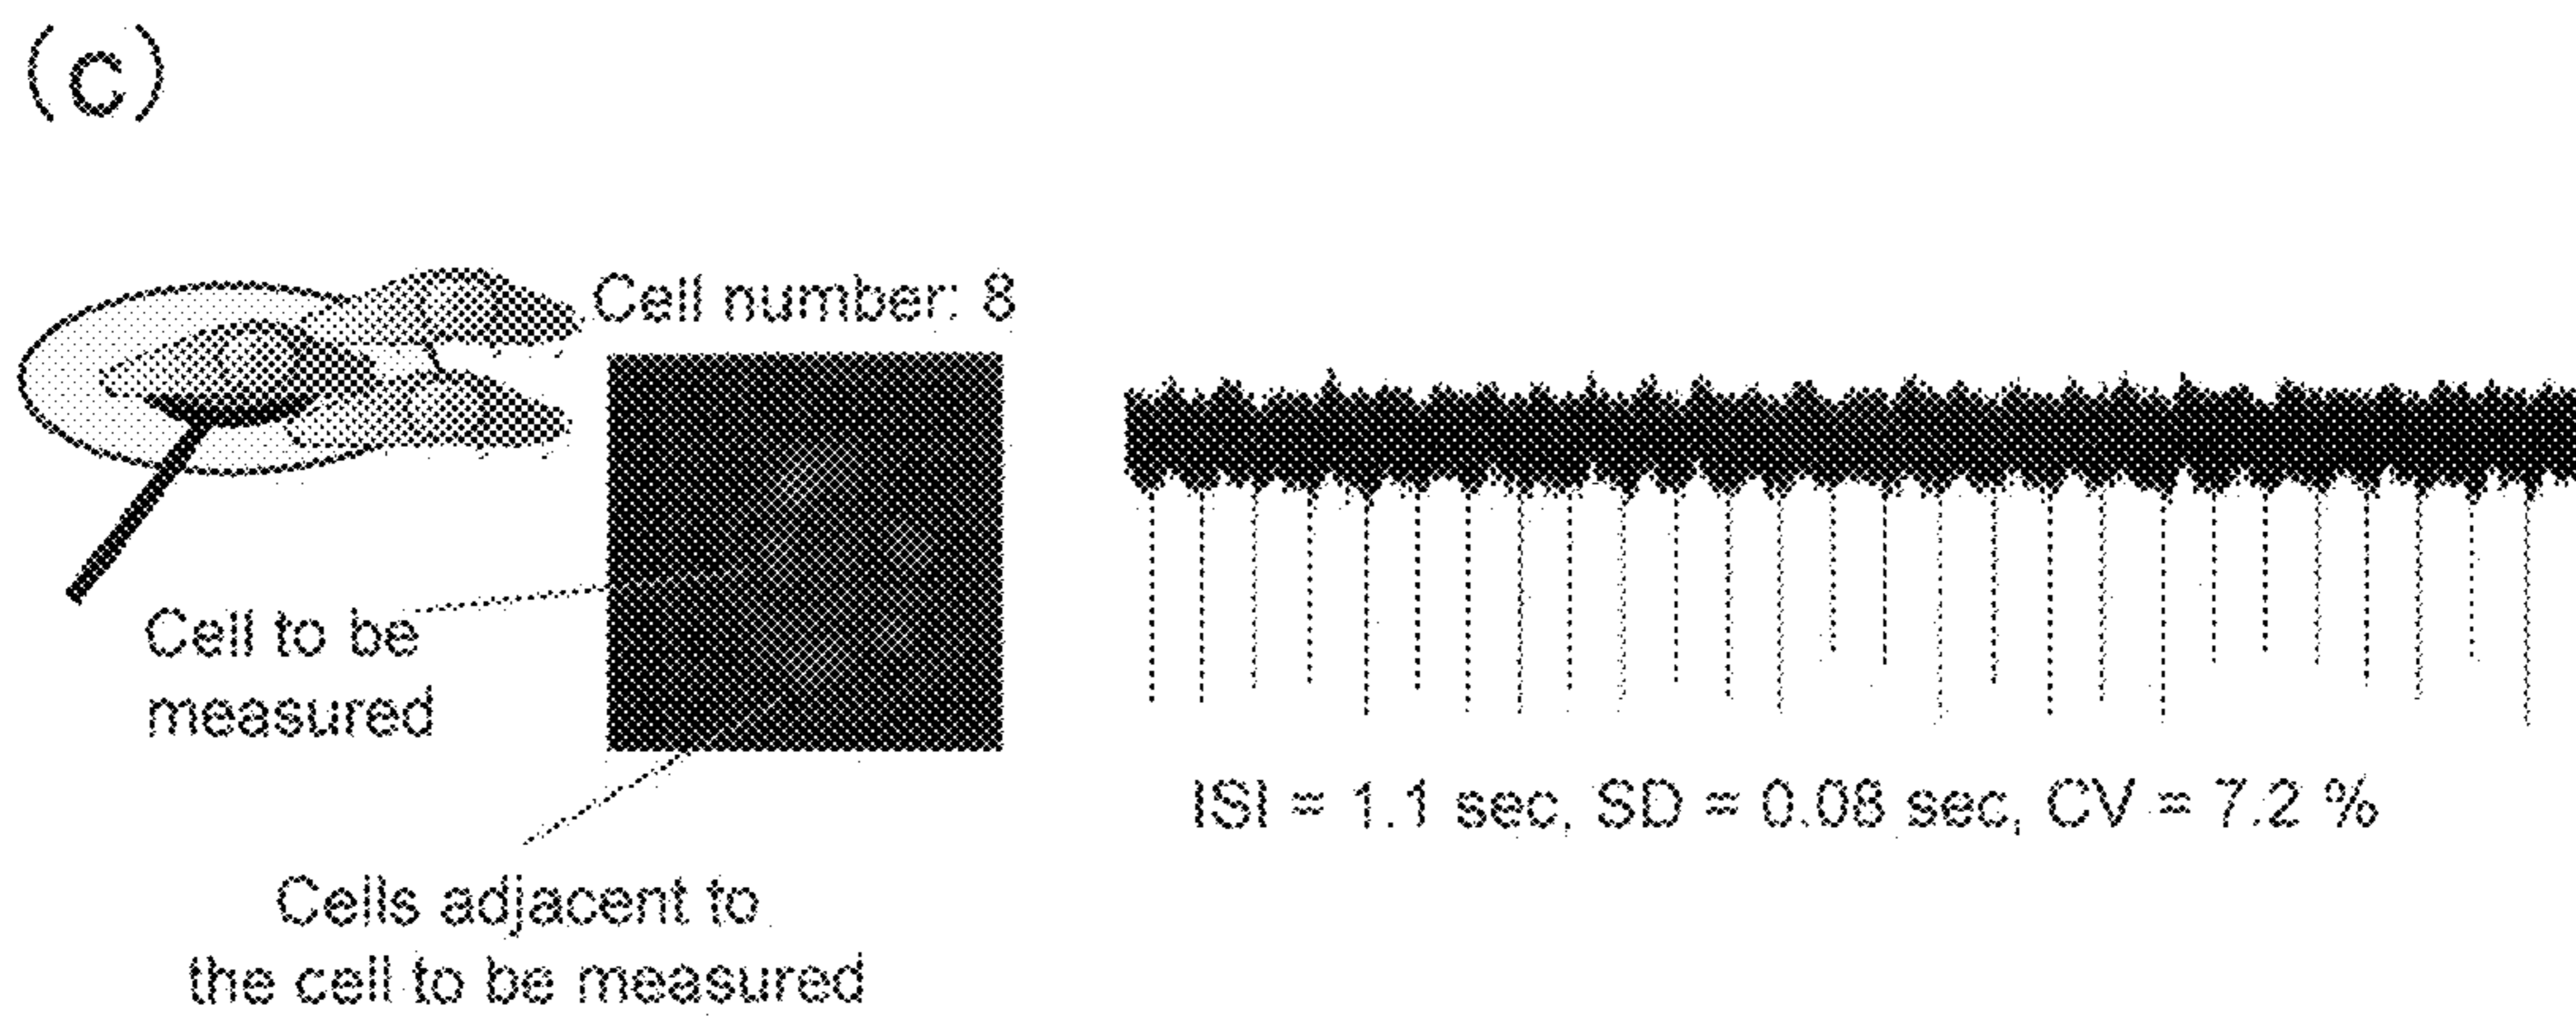 (c)
Cell number: 8
Cell to be
measured
Cells adjacent to
the cell to be measured
ISI = 1.1 sec, SD = 0.08 sec, CV = 7.2 %